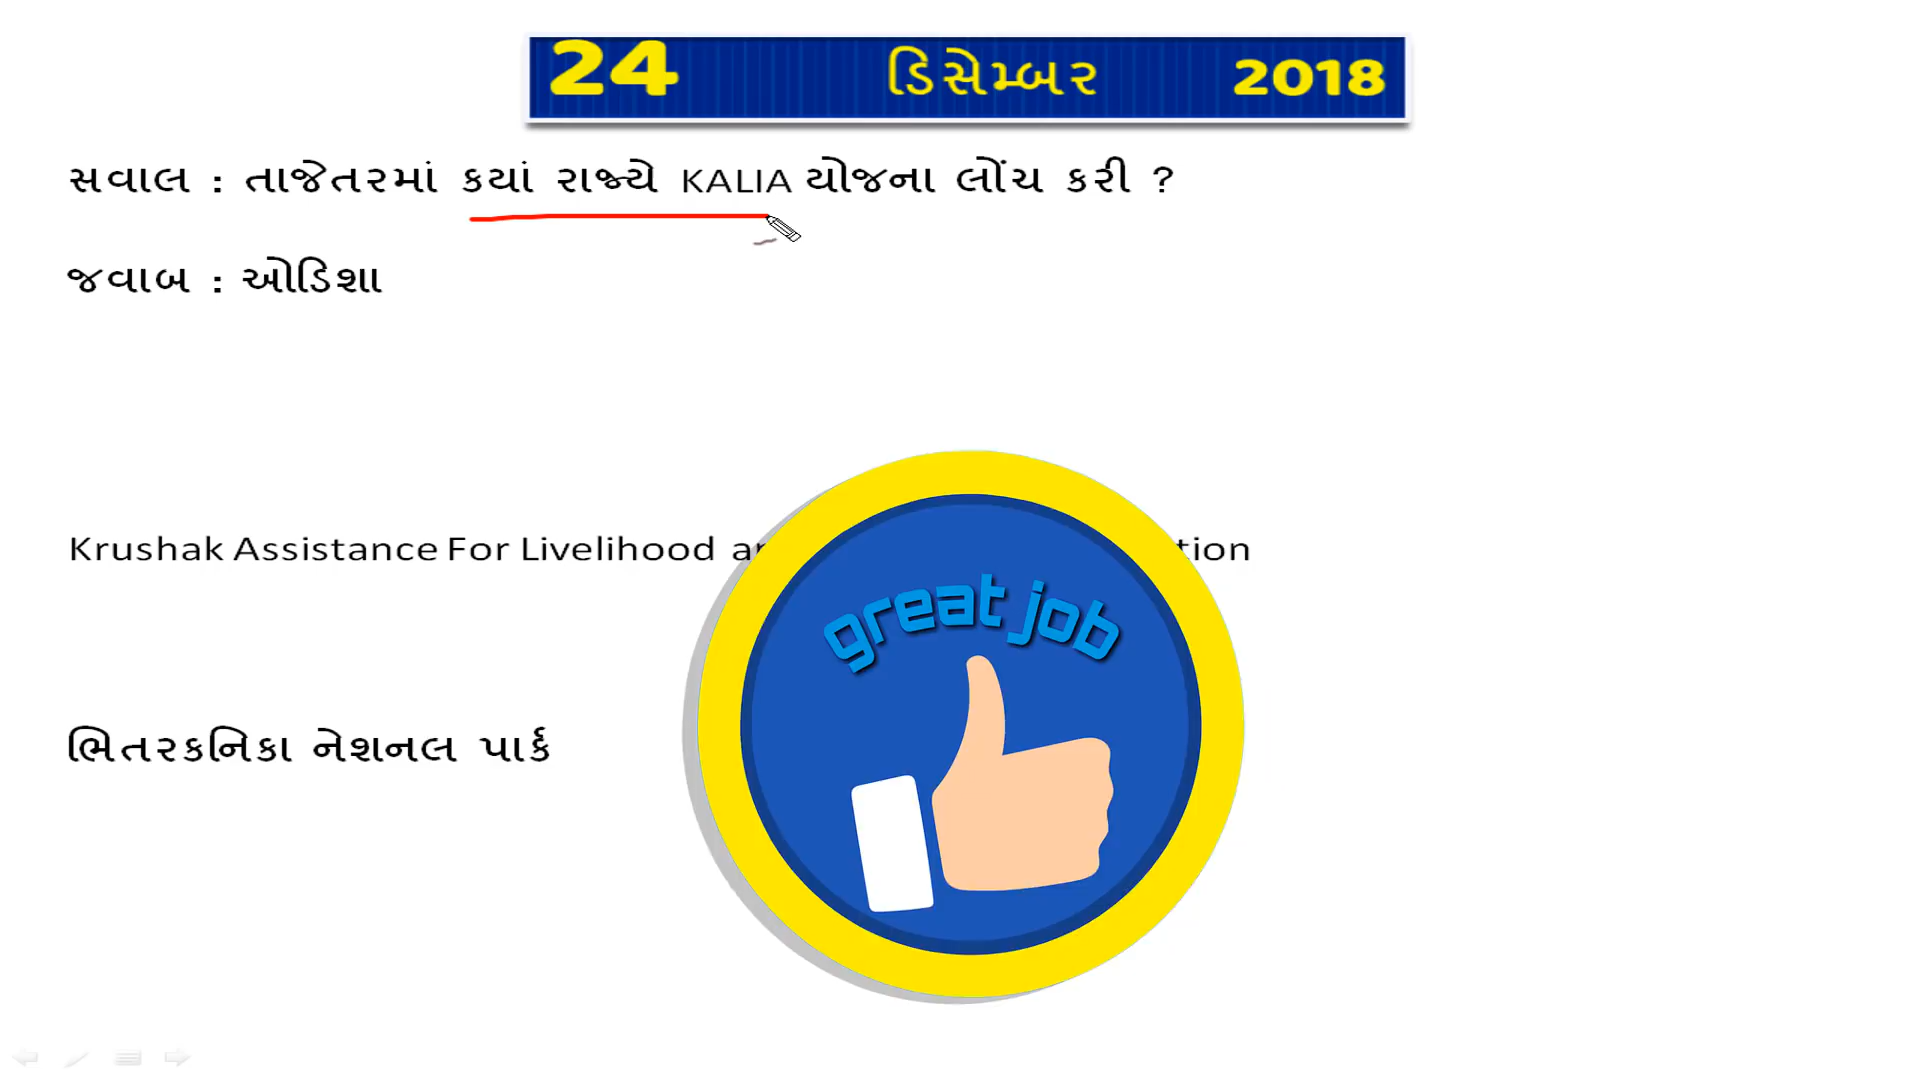 24 ડિસેમ્બર 2018
સવાલ : તાજેતરમાં કયાં રાજ્યે KALIA યોજના લોંચ કરી ?
જવાબ : ઓડિશા
Krushak Assistance For Livelihood
great job
ભિતરકનિકા નેશનલ પાર્ક